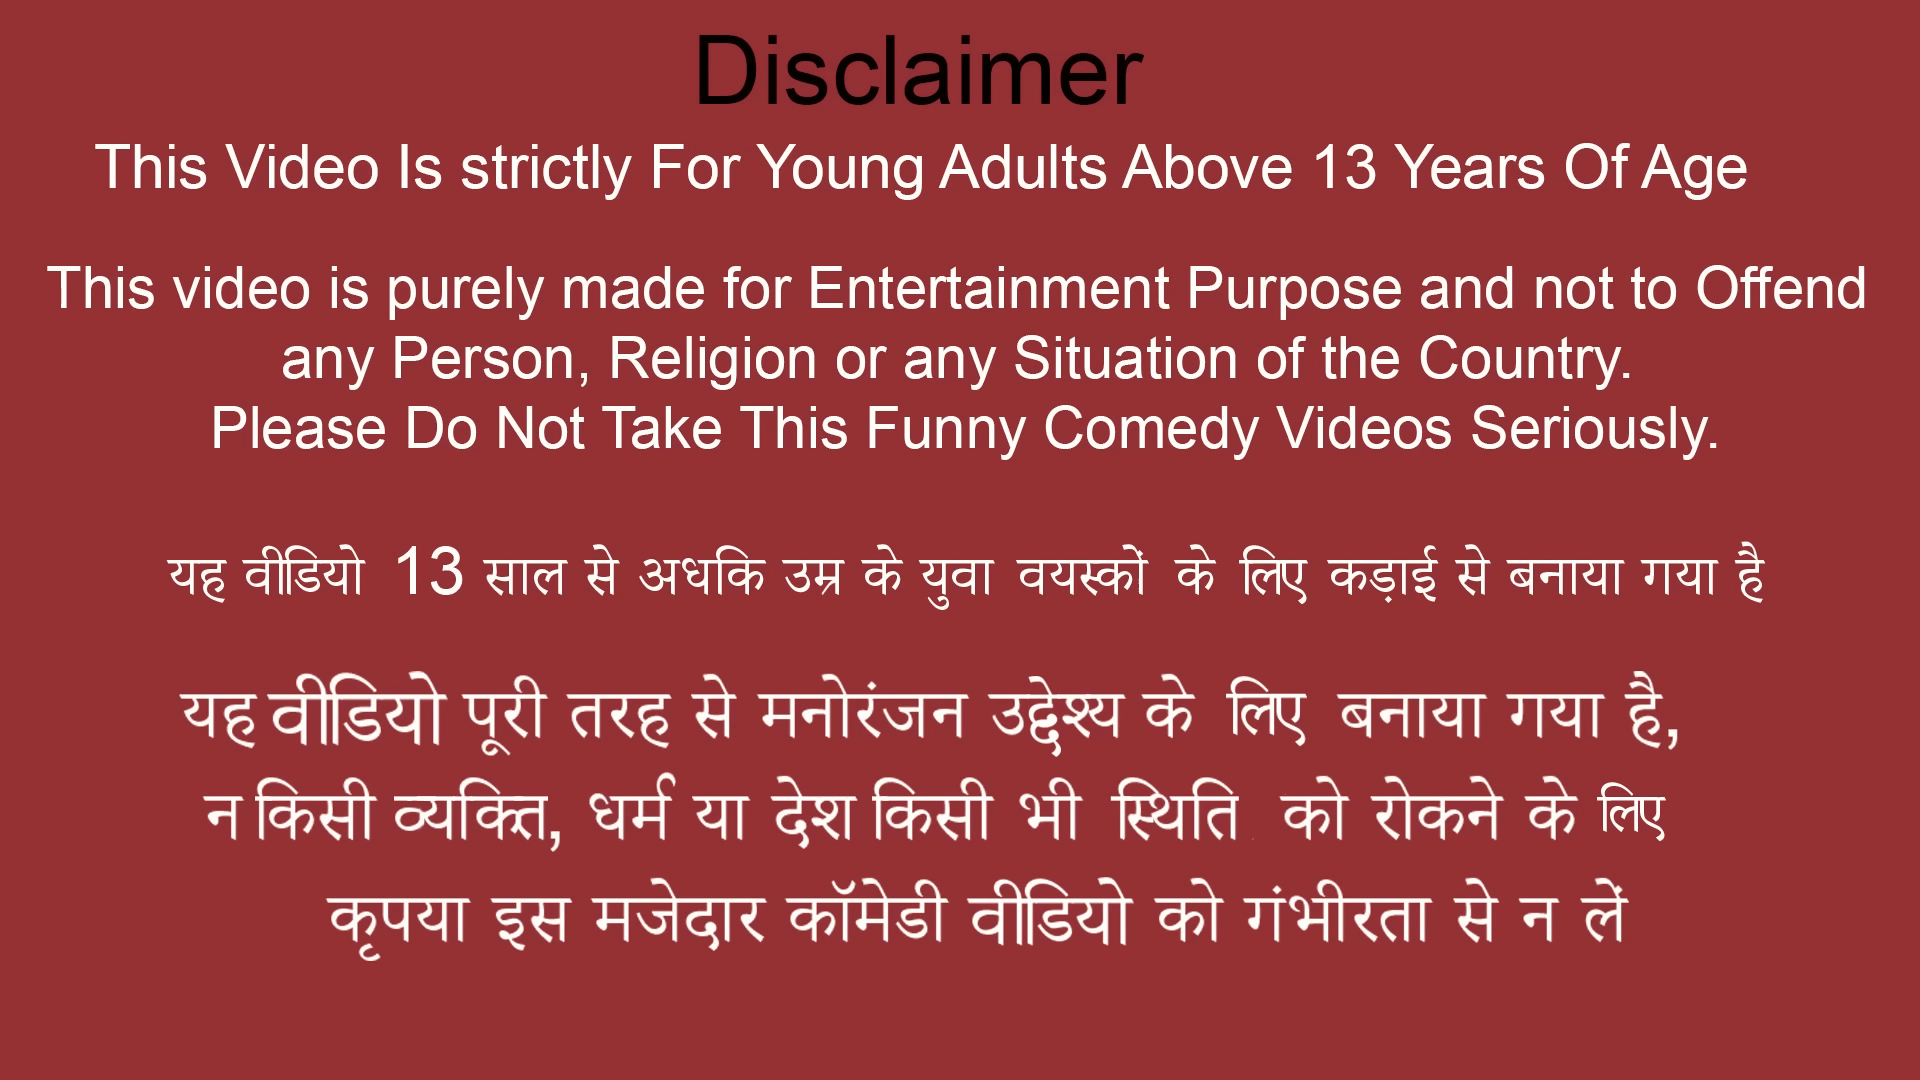 Disclaimer
This Video Is strictly For Young Adults Above 13 Years Of Age
This video is purely made for Entertainment Purpose and not to Offend
any Person, Religion or any Situation of the Country.
Please Do Not Take This Funny Comedy Videos Seriously.
यह वीडियो 13 साल से अधकि उम्र के युवा वयस्कों के लिए कड़ाई से बनाया गया है
यह वीडियो पूरी तरह से मनोरंजन उद्देश्य के लिए बनाया गया है,
न किसी व्यक्ति, धर्म या देश किसी भी स्थिति को रोकने के लिए
कृपया इस मजेदार कॉमेडी वीडियो को गंभीरता से न लें